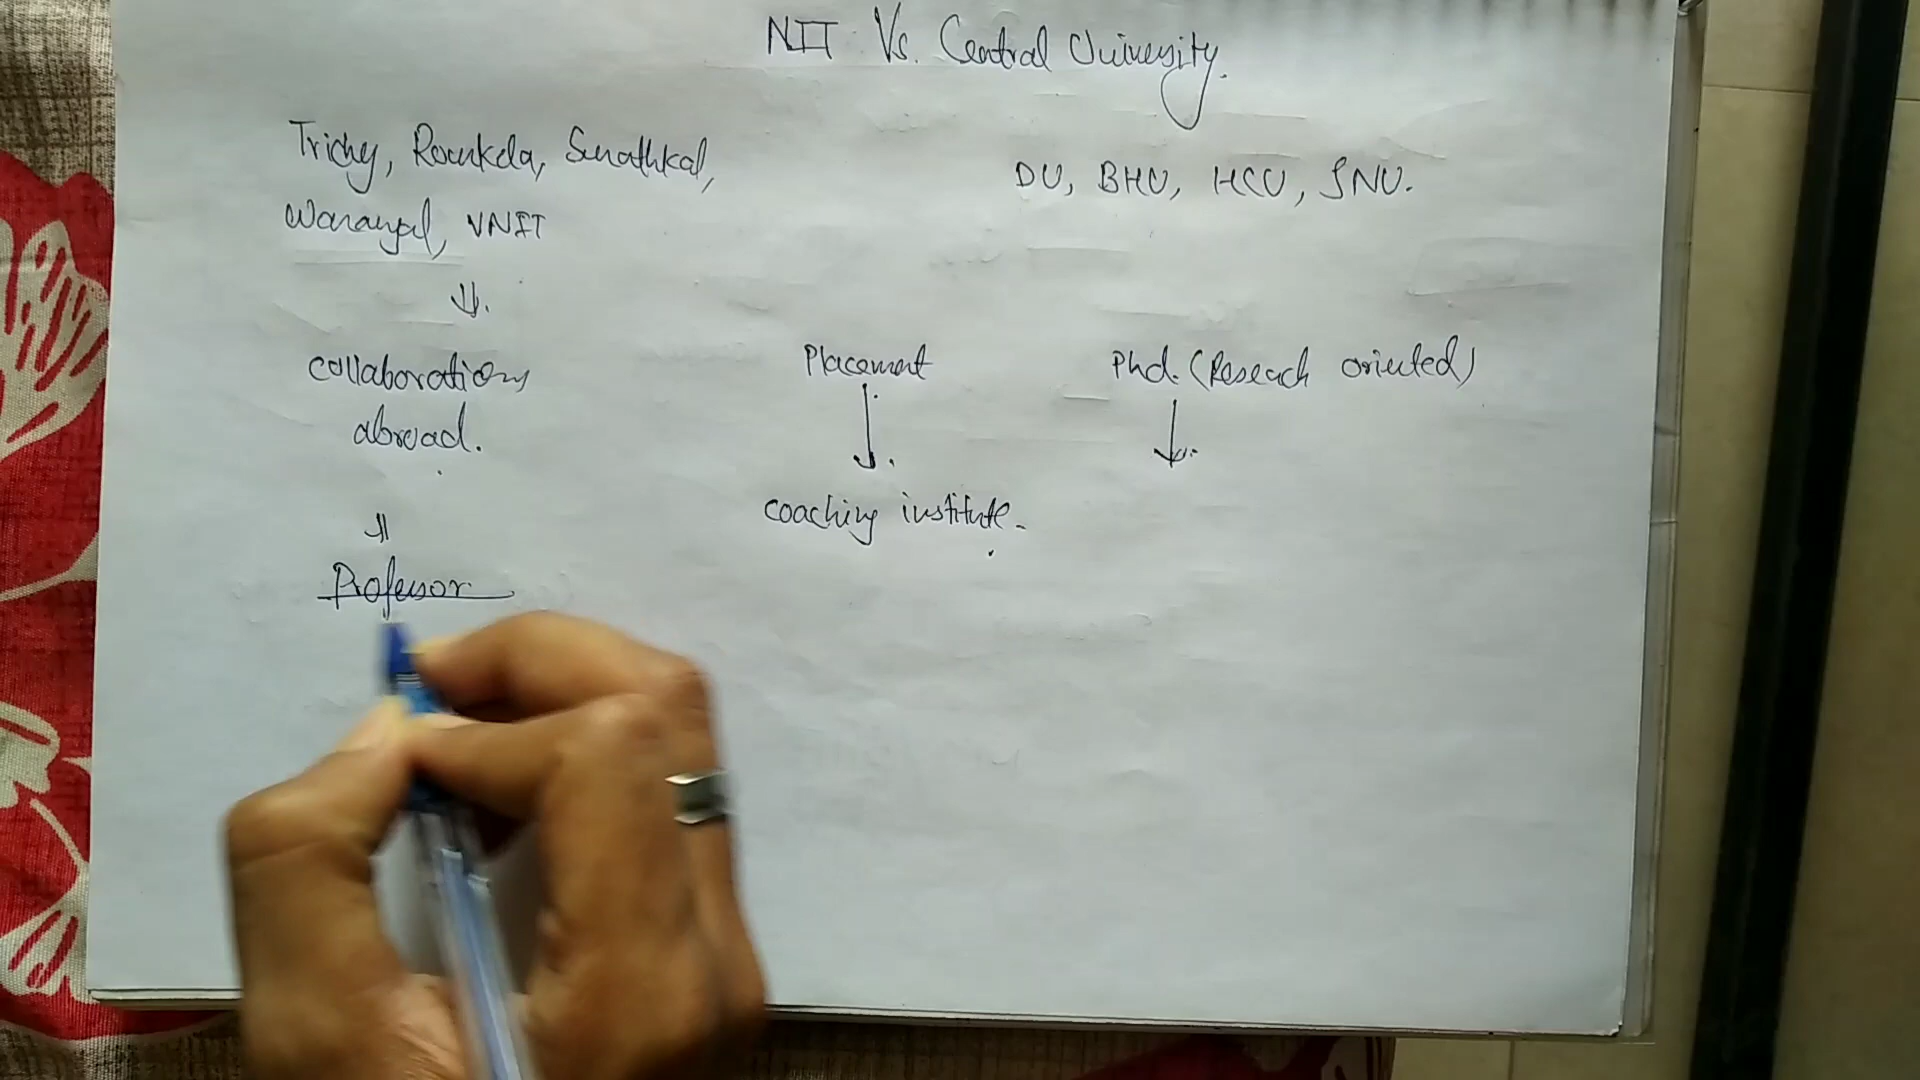 NIT Vs. Central University.
Trichy, Rourkela, Surathkal,
Warangal, VNIT
DU, BHU, HCU, JNU.
collaborations
abroad.
Placement
Phd. (Reseach oriented)
coaching institute.
Professor